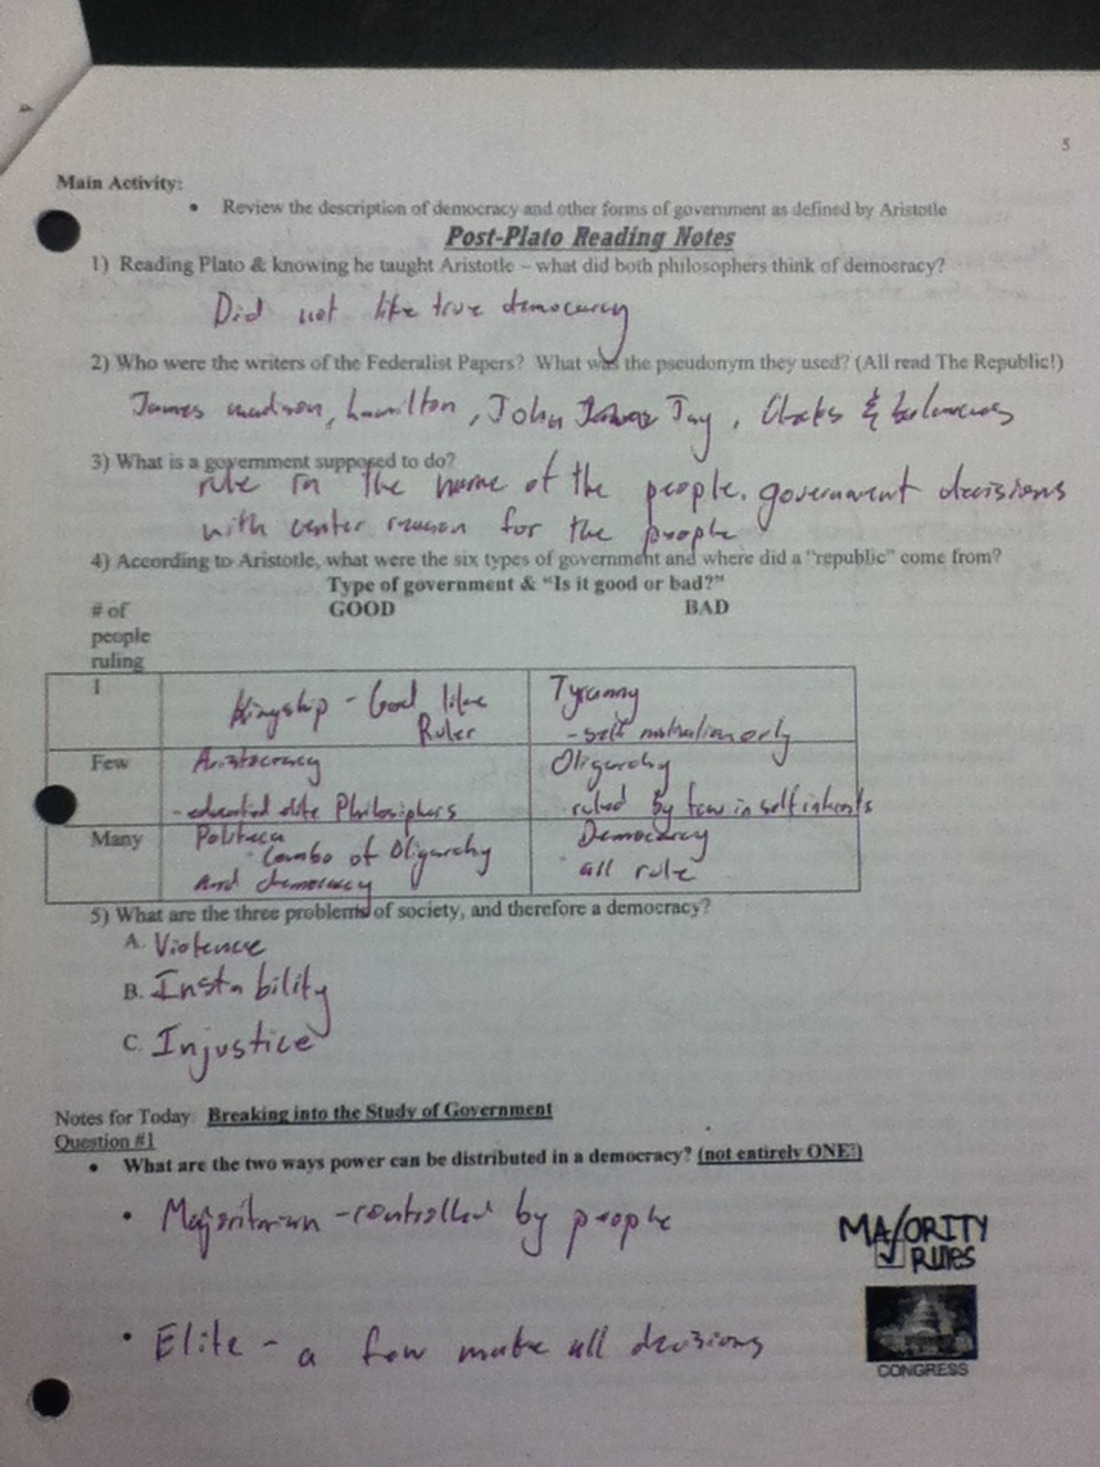 5
Main Activity:
• Review the description of democracy and other forms of government as defined by Aristotle
Post-Plato Reading Notes
1) Reading Plato & knowing he taught Aristotle – what did both philosophers think of democracy?
Did not like true democracy
2) Who were the writers of the Federalist Papers? What was the pseudonym they used? (All read The Republic!)
James madison, hamilton, John Jay, Checks & balances
3) What is a government supposed to do?
rule in the name of the people. government decisions
with center reason for the people
4) According to Aristotle, what were the six types of government and where did a "republic" come from?
Type of government & "Is it good or bad?"
# of GOOD BAD
people
ruling
1 Kingship - God like Tyranny
Ruler - self only
Few Aristocracy Oligarchy
- educated elite Philosiphers ruled by few in self
Many Politaea Democracy
- Combo of Oligarchy - all rule
And democracy
5) What are the three problems of society, and therefore a democracy?
A. Violence
B. Instability
C. Injustice
Notes for Today: Breaking into the Study of Government
Question #1
• What are the two ways power can be distributed in a democracy? (not entirely ONE!)
• Majoritarian - controlled by people
MAJORITY
RULES
• Elite - a few make all decisions
CONGRESS